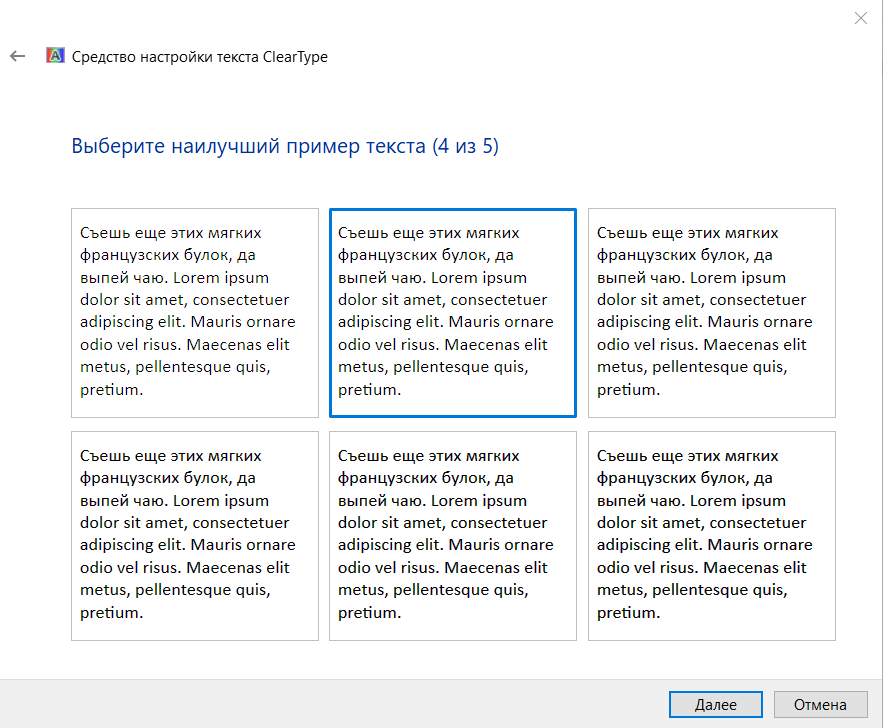 Средство настройки текста ClearType
Выберите наилучший пример текста (4 из 5)
Съешь еще этих мягких
французских булок, да
выпей чаю. Lorem ipsum
dolor sit amet, consectetuer
adipiscing elit. Mauris ornare
odio vel risus. Maecenas elit
metus, pellentesque quis,
pretium.
Съешь еще этих мягких
французских булок, да
выпей чаю. Lorem ipsum
dolor sit amet, consectetuer
adipiscing elit. Mauris ornare
odio vel risus. Maecenas elit
metus, pellentesque quis,
pretium.
Съешь еще этих мягких
французских булок, да
выпей чаю. Lorem ipsum
dolor sit amet, consectetuer
adipiscing elit. Mauris ornare
odio vel risus. Maecenas elit
metus, pellentesque quis,
pretium.
Съешь еще этих мягких
французских булок, да
выпей чаю. Lorem ipsum
dolor sit amet, consectetuer
adipiscing elit. Mauris ornare
odio vel risus. Maecenas elit
metus, pellentesque quis,
pretium.
Съешь еще этих мягких
французских булок, да
выпей чаю. Lorem ipsum
dolor sit amet, consectetuer
adipiscing elit. Mauris ornare
odio vel risus. Maecenas elit
metus, pellentesque quis,
pretium.
Съешь еще этих мягких
французских булок, да
выпей чаю. Lorem ipsum
dolor sit amet, consectetuer
adipiscing elit. Mauris ornare
odio vel risus. Maecenas elit
metus, pellentesque quis,
pretium.
Далее
Отмена